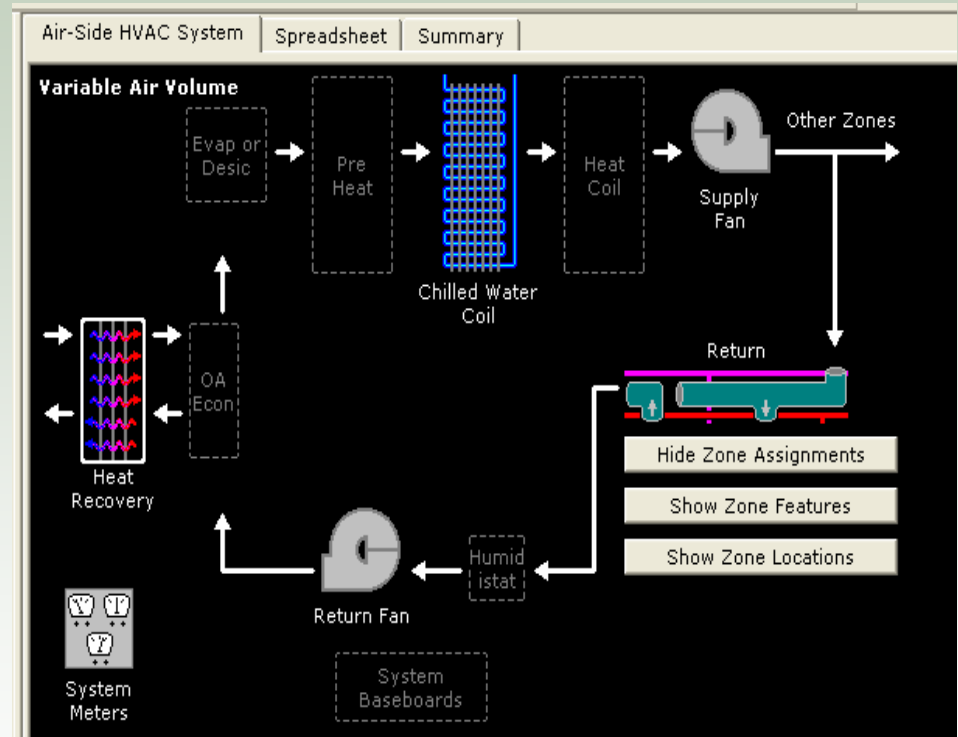 Air-Side HVAC System
Spreadsheet
Summary
Variable Air Volume
Evap or
Desic
Pre
Heat
Chilled Water
Coil
Heat
Coil
Supply
Fan
Other Zones
Return
OA
Econ
Heat
Recovery
Hide Zone Assignments
Show Zone Features
Show Zone Locations
Humid
istat
Return Fan
System
Baseboards
System
Meters